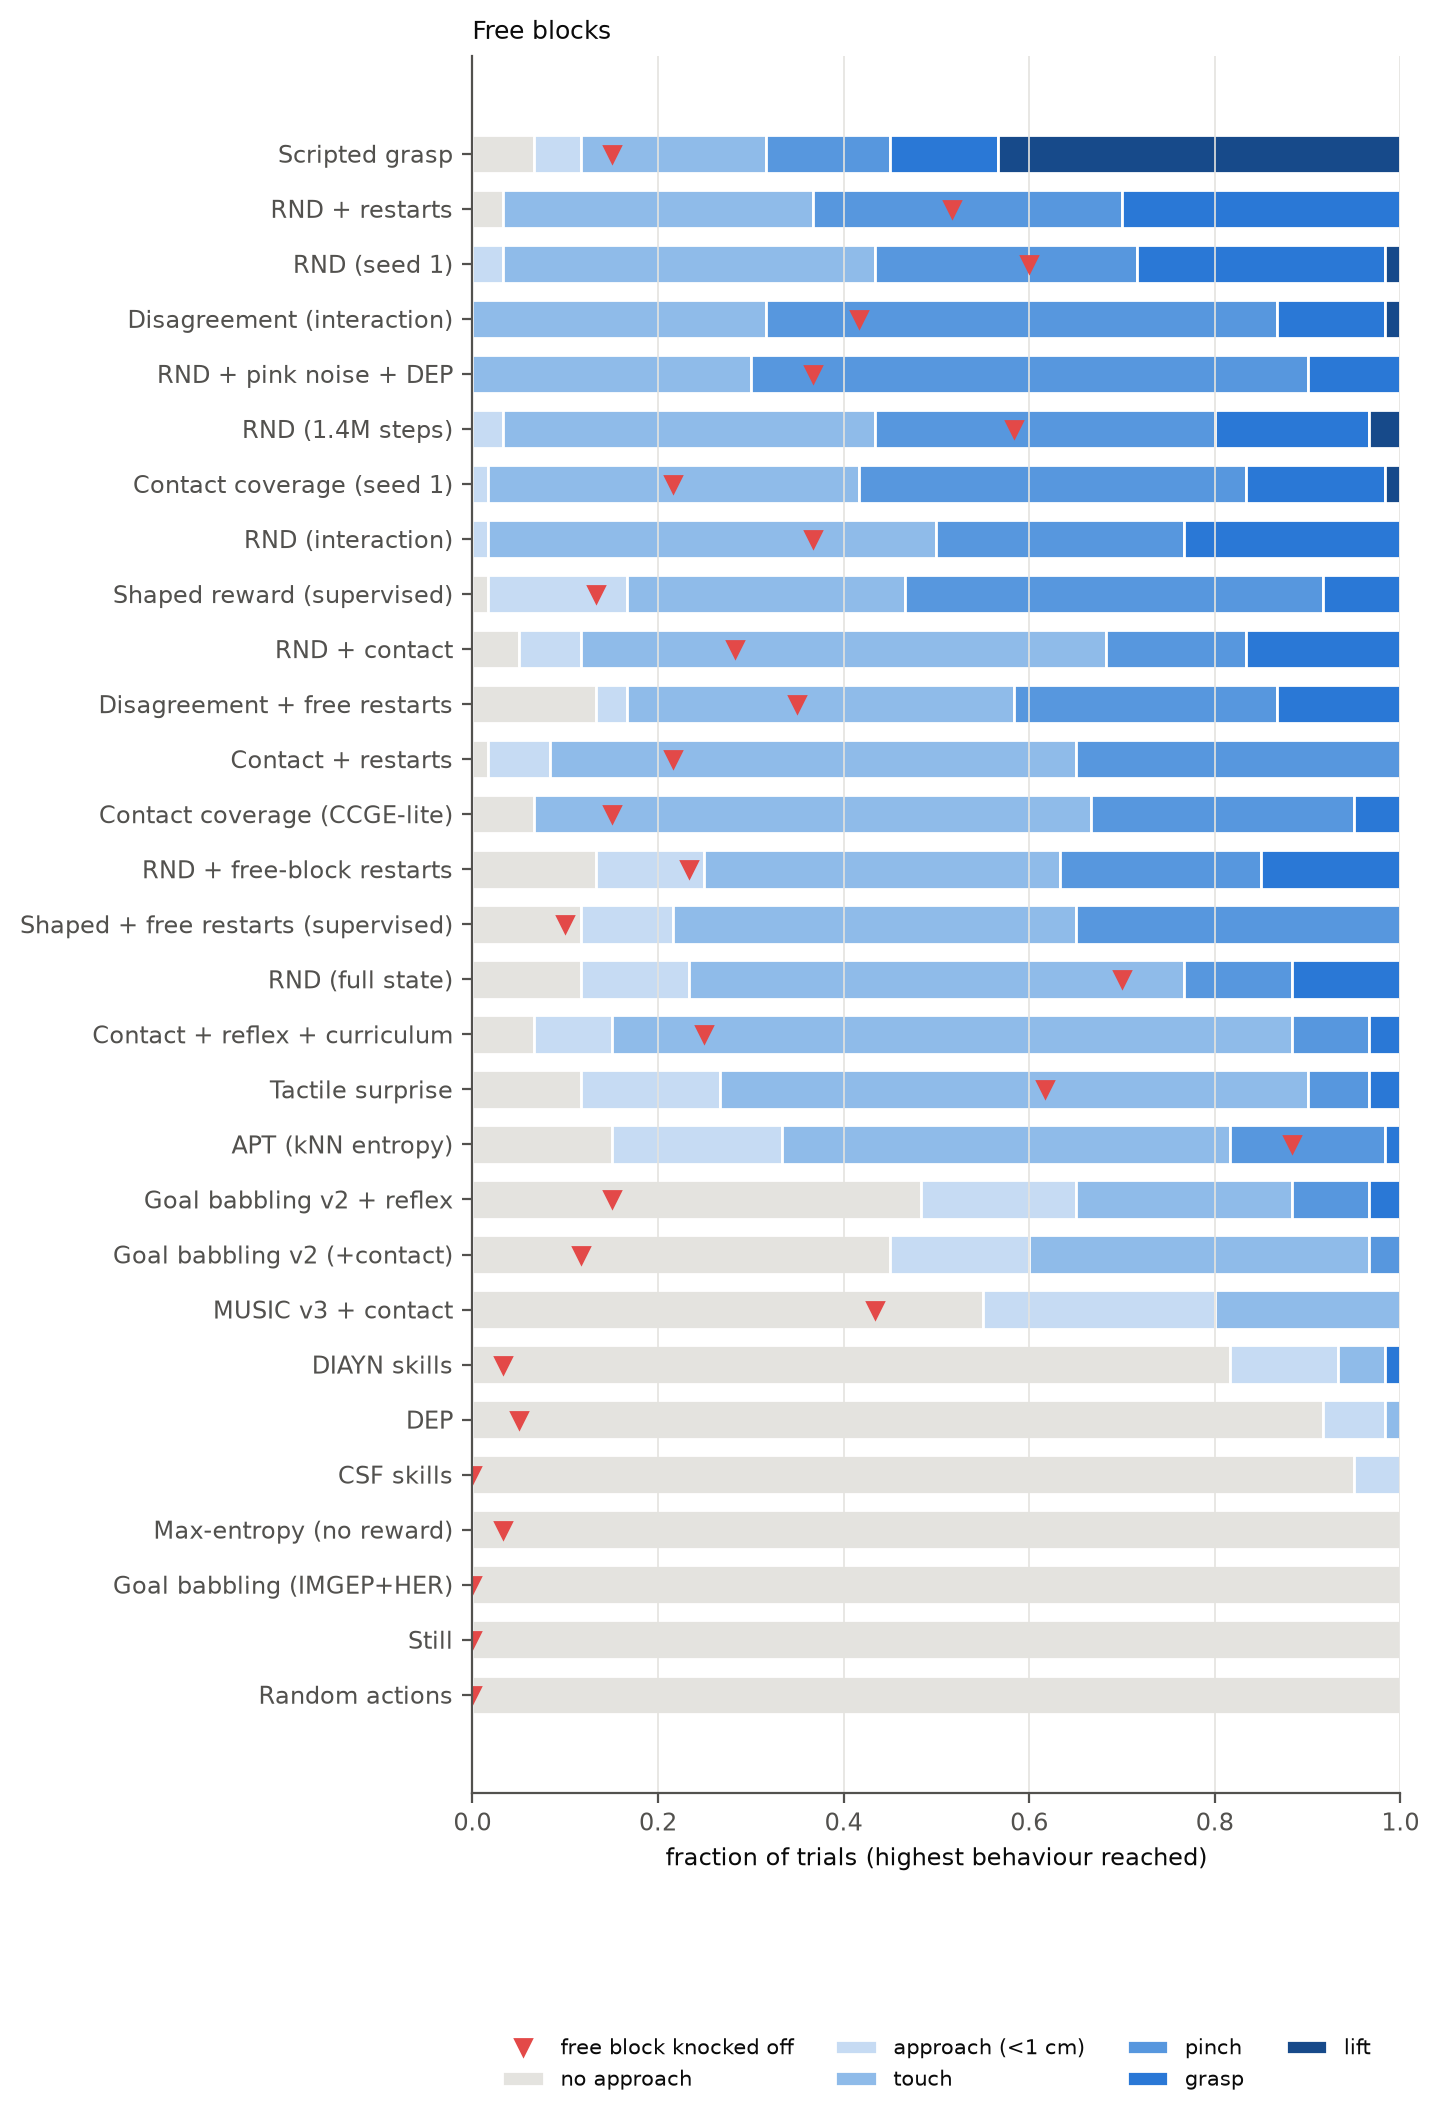 Free blocks
Scripted grasp
RND + restarts
RND (seed 1)
Disagreement (interaction)
RND + pink noise + DEP
RND (1.4M steps)
Contact coverage (seed 1)
RND (interaction)
Shaped reward (supervised)
RND + contact
Disagreement + free restarts
Contact + restarts
Contact coverage (CCGE-lite)
RND + free-block restarts
Shaped + free restarts (supervised)
RND (full state)
Contact + reflex + curriculum
Tactile surprise
APT (kNN entropy)
Goal babbling v2 + reflex
Goal babbling v2 (+contact)
MUSIC v3 + contact
DIAYN skills
DEP
CSF skills
Max-entropy (no reward)
Goal babbling (IMGEP+HER)
Still
Random actions
0.0 0.2 0.4 0.6 0.8 1.0
fraction of trials (highest behaviour reached)
free block knocked off approach (<1 cm) pinch lift
no approach touch grasp